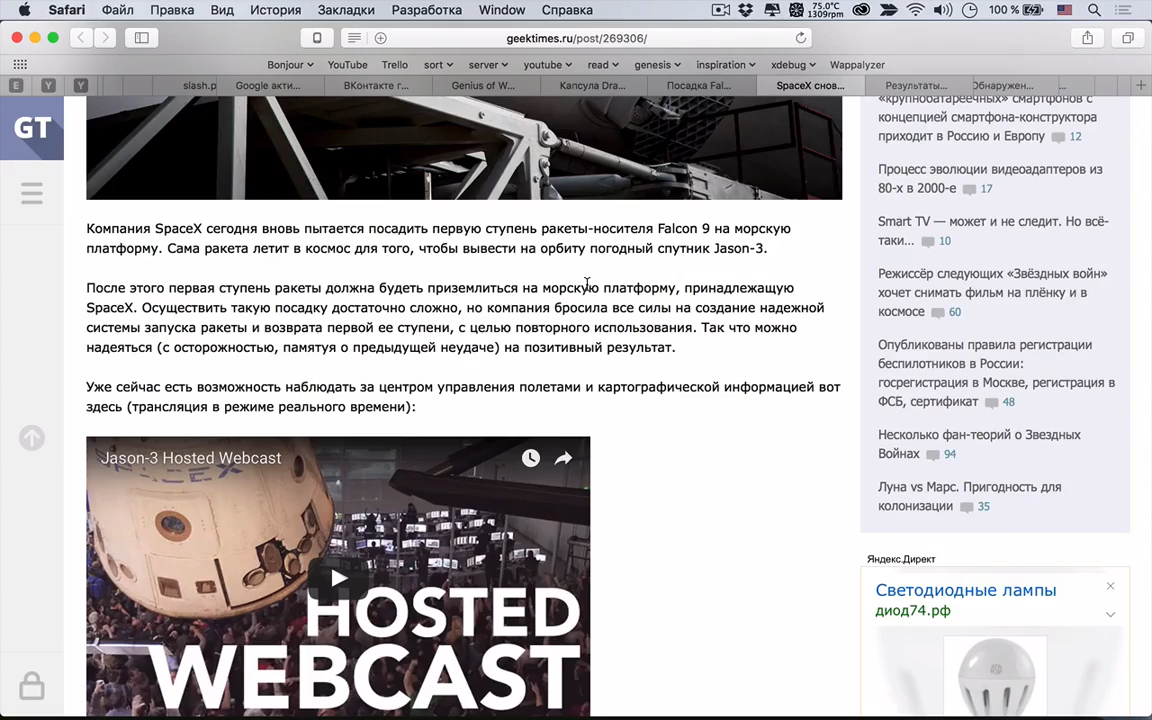 Safari Файл Правка Вид История Закладки Разработка Window Справка 75.0°C 1309rpm 100 %
geektimes.ru/post/269306/
Bonjour YouTube Trello sort server youtube read genesis inspiration xdebug Wappalyzer
E Y Y slash.p Google акти... ВКонтакте г... Genius of W... Капсула Dra... Посадка Fal... SpaceX снов... Результаты... Обнаружен...
GT
«крупнобатареечных» смартфонов с
концепцией смартфона-конструктора
приходит в Россию и Европу 12
Процесс эволюции видеоадаптеров из
80-х в 2000-е 17
Smart TV — может и не следит. Но всё-
таки... 10
Режиссёр следующих «Звёздных войн»
хочет снимать фильм на плёнку и в
космосе 60
Опубликованы правила регистрации
беспилотников в России:
госрегистрация в Москве, регистрация в
ФСБ, сертификат 48
Несколько фан-теорий о Звездных
Войнах 94
Луна vs Марс. Пригодность для
колонизации 35
Компания SpaceX сегодня вновь пытается посадить первую ступень ракеты-носителя Falcon 9 на морскую
платформу. Сама ракета летит в космос для того, чтобы вывести на орбиту погодный спутник Jason-3.
После этого первая ступень ракеты должна будеть приземлиться на морскую платформу, принадлежащую
SpaceX. Осуществить такую посадку достаточно сложно, но компания бросила все силы на создание надежной
системы запуска ракеты и возврата первой ее ступени, с целью повторного использования. Так что можно
надеяться (с осторожностью, памятуя о предыдущей неудаче) на позитивный результат.
Уже сейчас есть возможность наблюдать за центром управления полетами и картографической информацией вот
здесь (трансляция в режиме реального времени):
Jason-3 Hosted Webcast
SPACEX
HOSTED
WEBCAST
Яндекс.Директ
Светодиодные лампы
диод74.рф